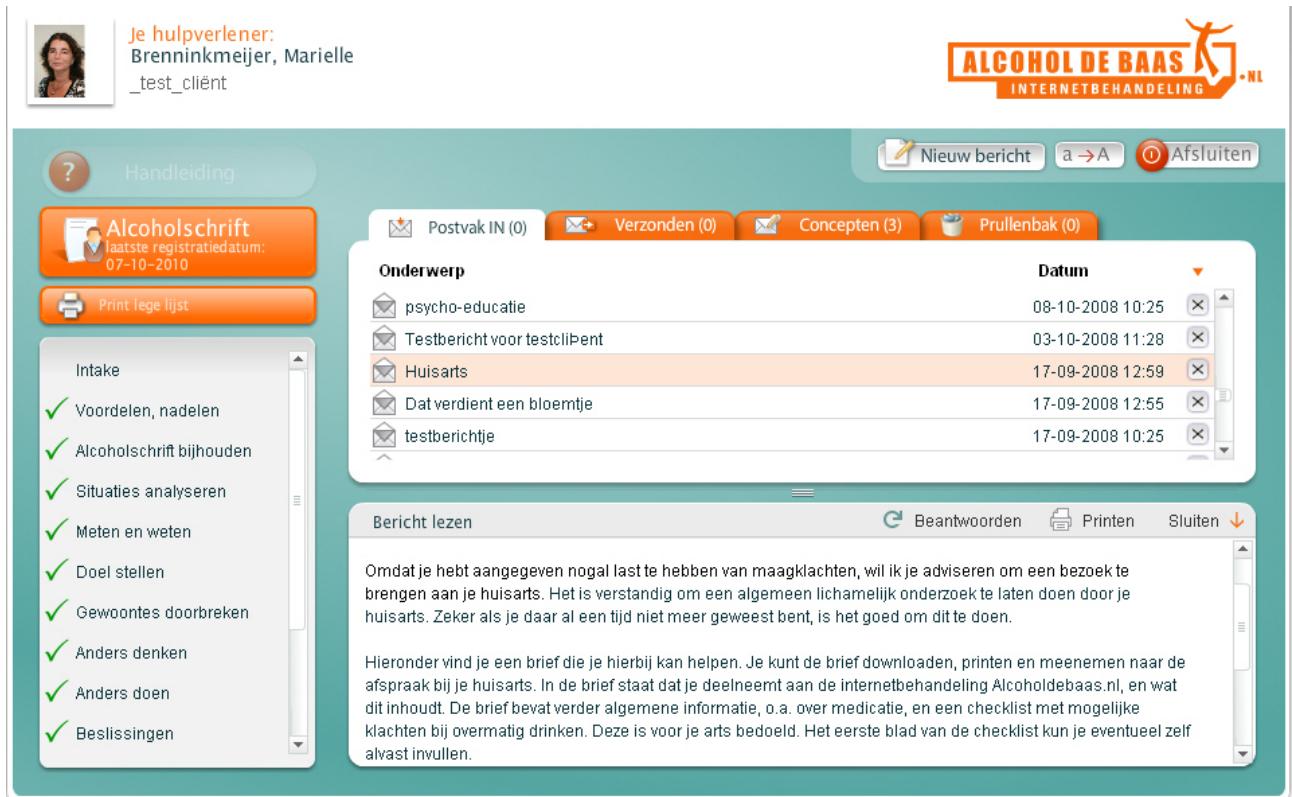 Je hulpverlener:
Brenninkmeijer, Marielle
_test_cliënt
ALCOHOL DE BAAS
.NL
INTERNETBEHANDELING
Nieuw bericht
a → A
Afsluiten
? Handleiding
Alcoholschrift
laatste registratiedatum:
07-10-2010
Print lege lijst
Intake
Voordelen, nadelen
Alcoholschrift bijhouden
Situaties analyseren
Meten en weten
Doel stellen
Gewoontes doorbreken
Anders denken
Anders doen
Beslissingen
Postvak IN (0)
Verzonden (0)
Concepten (3)
Prullenbak (0)
Onderwerp Datum
psycho-educatie 08-10-2008 10:25
Testbericht voor testcliÞent 03-10-2008 11:28
Huisarts 17-09-2008 12:59
Dat verdient een bloemtje 17-09-2008 12:55
testberichtje 17-09-2008 10:25
Bericht lezen Beantwoorden Printen Sluiten
Omdat je hebt aangegeven nogal last te hebben van maagklachten, wil ik je adviseren om een bezoek te
brengen aan je huisarts. Het is verstandig om een algemeen lichamelijk onderzoek te laten doen door je
huisarts. Zeker als je daar al een tijd niet meer geweest bent, is het goed om dit te doen.
Hieronder vind je een brief die je hierbij kan helpen. Je kunt de brief downloaden, printen en meenemen naar de
afspraak bij je huisarts. In de brief staat dat je deelneemt aan de internetbehandeling Alcoholdebaas.nl, en wat
dit inhoudt. De brief bevat verder algemene informatie, o.a. over medicatie, en een checklist met mogelijke
klachten bij overmatig drinken. Deze is voor je arts bedoeld. Het eerste blad van de checklist kun je eventueel zelf
alvast invullen.